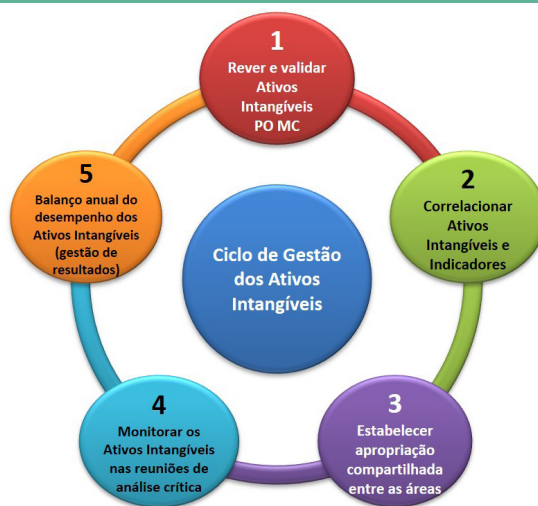 1
Rever e validar
Ativos
Intangíveis
PO MC
2
Correlacionar
Ativos
Intangíveis e
Indicadores
3
Estabelecer
apropriação
compartilhada
entre as áreas
4
Monitorar os
Ativos Intangíveis
nas reuniões de
análise crítica
5
Balanço anual do
desempenho dos
Ativos Intangíveis
(gestão de
resultados)
Ciclo de Gestão
dos Ativos
Intangíveis